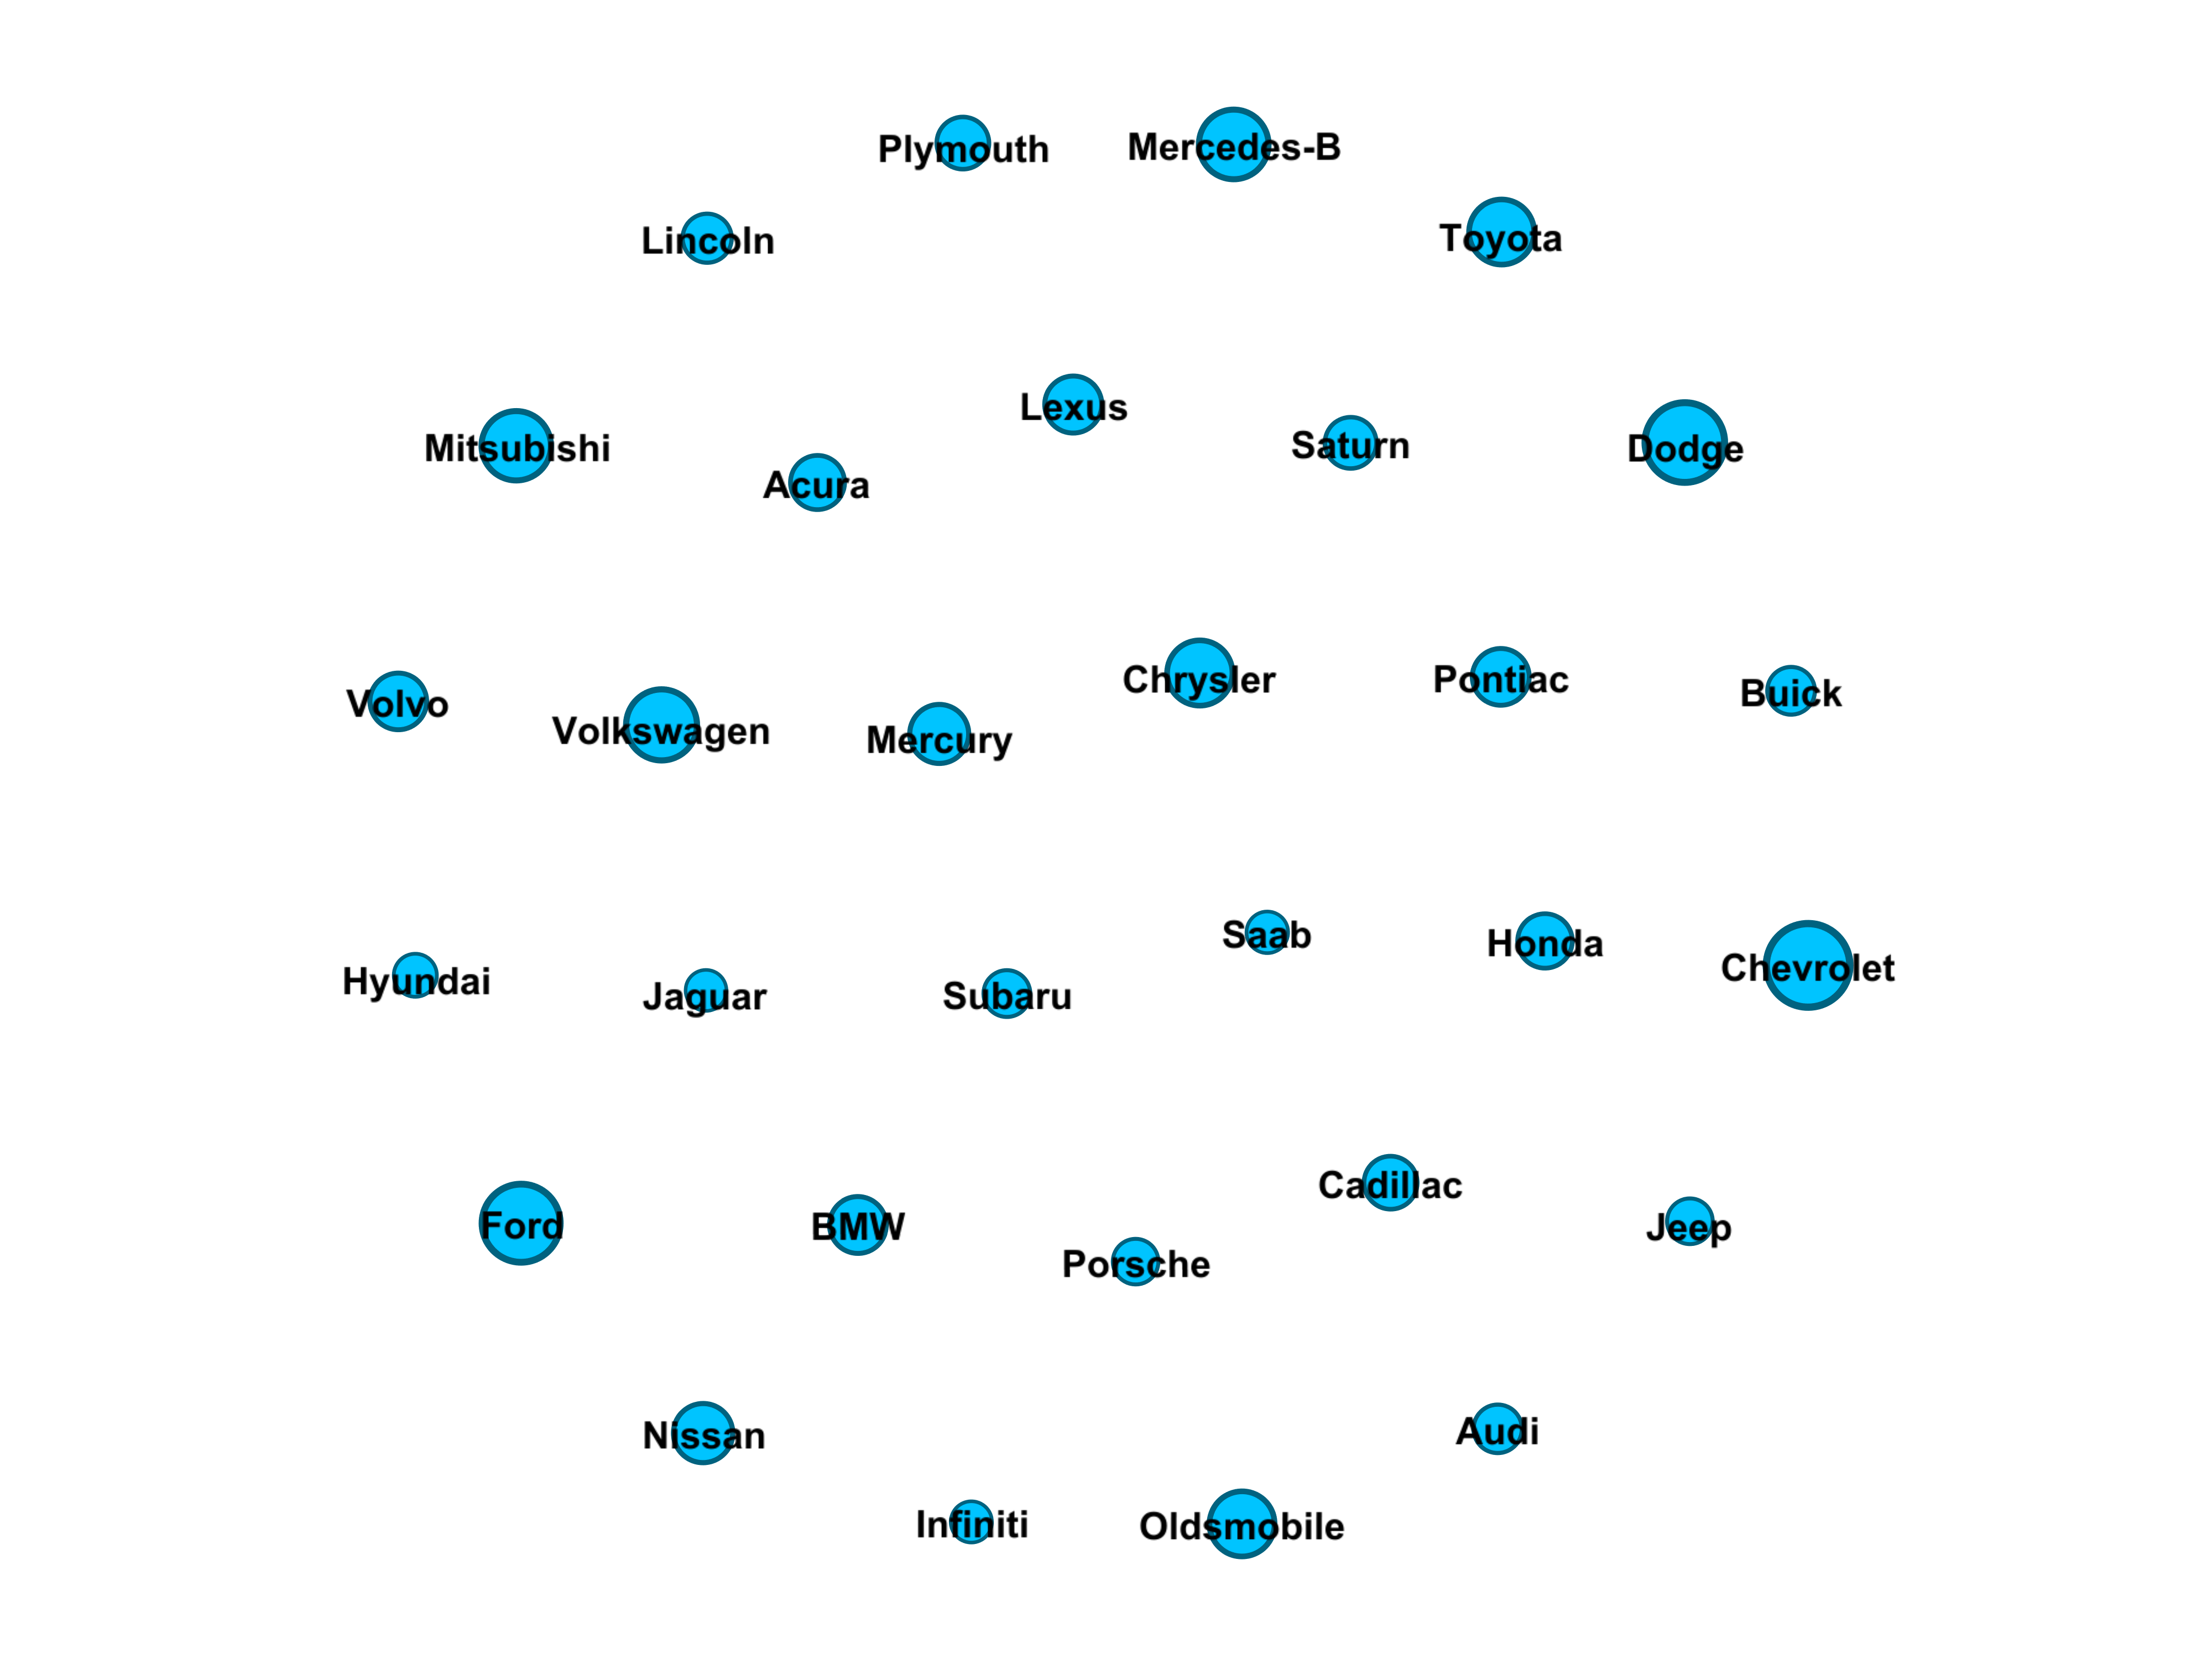 Plymouth
Mercedes-B
Lincoln
Toyota
Lexus
Saturn
Mitsubishi
Dodge
Acura
Chrysler
Pontiac
Buick
Volvo
Volkswagen
Mercury
Saab
Honda
Chevrolet
Hyundai
Jaguar
Subaru
Cadillac
Ford
BMW
Jeep
Porsche
Nissan
Audi
Infiniti
Oldsmobile